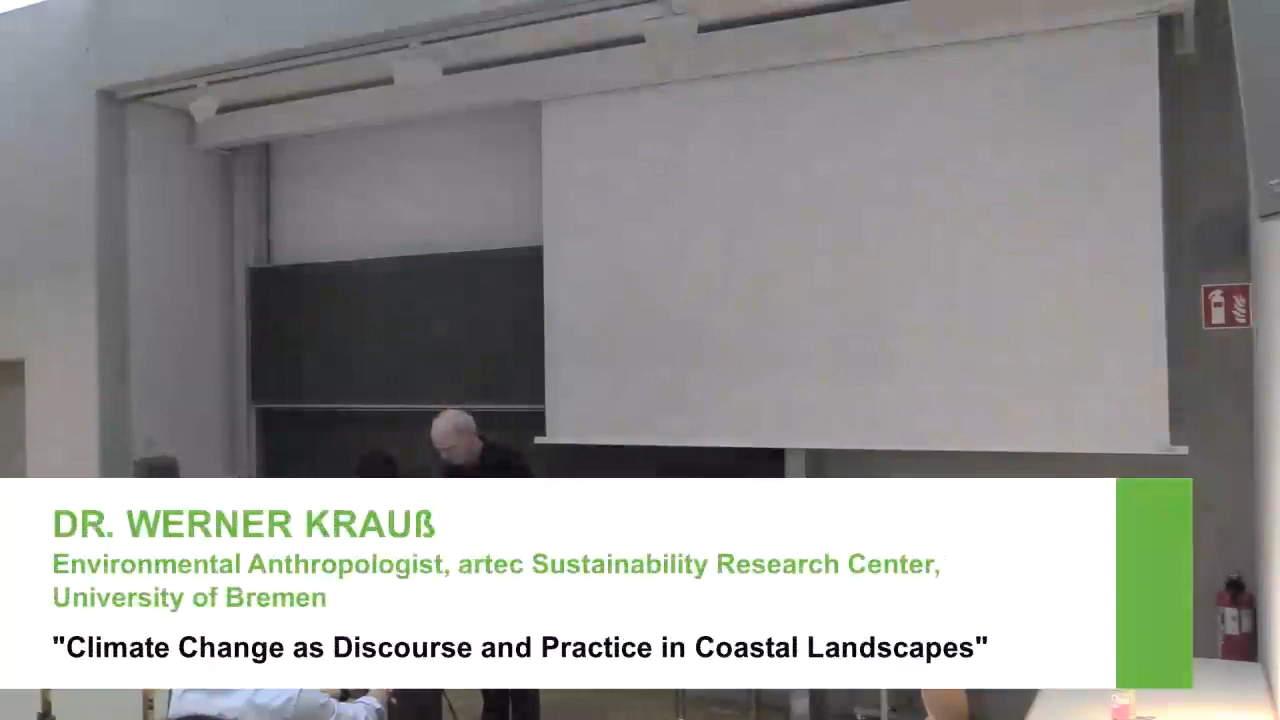 DR. WERNER KRAUß
Environmental Anthropologist, artec Sustainability Research Center,
University of Bremen
"Climate Change as Discourse and Practice in Coastal Landscapes"